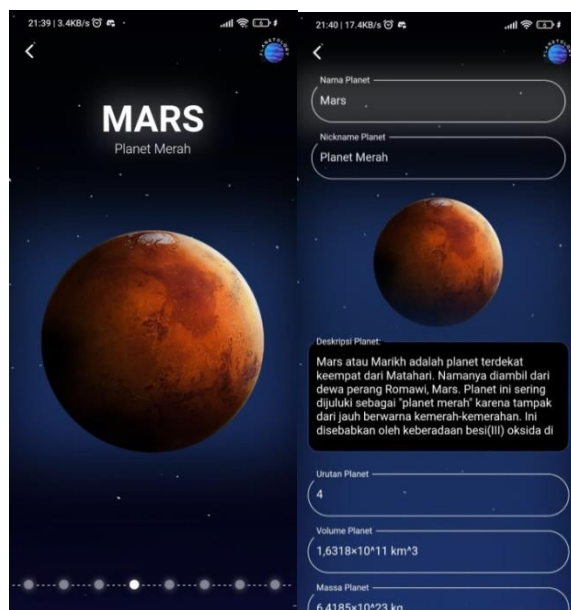 21:39 | 3.4KB/s
MARS
Planet Merah
21:40 | 17.4KB/s
Nama Planet
Mars
Nickname Planet
Planet Merah
Deskripsi Planet:
Mars atau Marikh adalah planet terdekat
keempat dari Matahari. Namanya diambil dari
dewa perang Romawi, Mars. Planet ini sering
dijuluki sebagai "planet merah" karena tampak
dari jauh berwarna kemerah-kemerahan. Ini
disebabkan oleh keberadaan besi(III) oksida di
Urutan Planet
4
Volume Planet
1,6318×10^11 km^3
Massa Planet
6,4185×10^23 kg